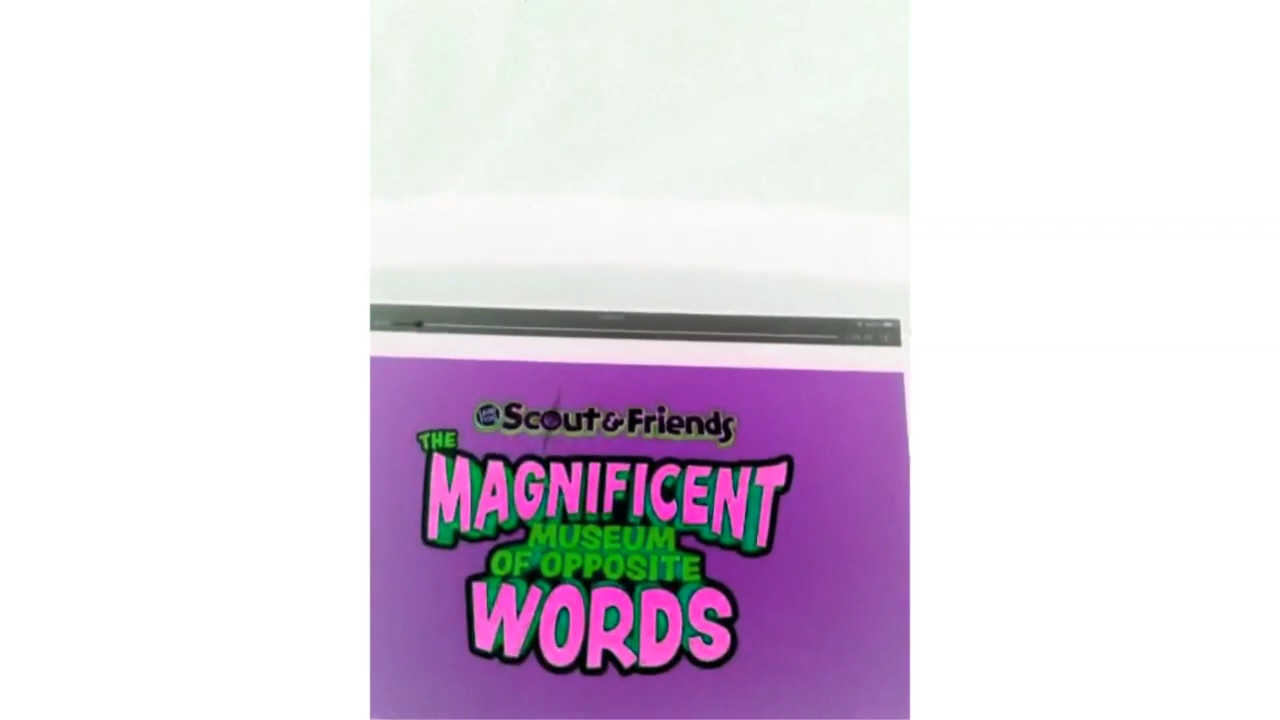 Scout & Friends
THE
MAGNIFICENT
MUSEUM
OF OPPOSITE
WORDS